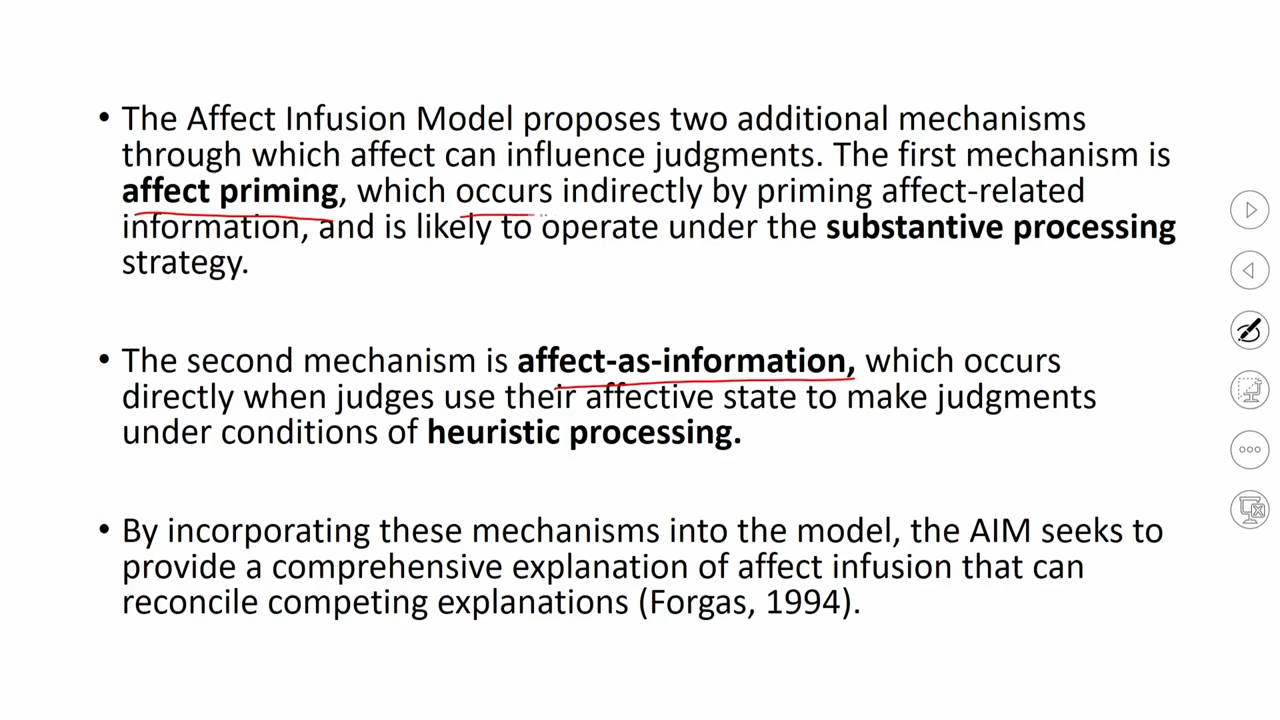 • The Affect Infusion Model proposes two additional mechanisms
through which affect can influence judgments. The first mechanism is
affect priming, which occurs indirectly by priming affect-related
information, and is likely to operate under the substantive processing
strategy.
• The second mechanism is affect-as-information, which occurs
directly when judges use their affective state to make judgments
under conditions of heuristic processing.
• By incorporating these mechanisms into the model, the AIM seeks to
provide a comprehensive explanation of affect infusion that can
reconcile competing explanations (Forgas, 1994).